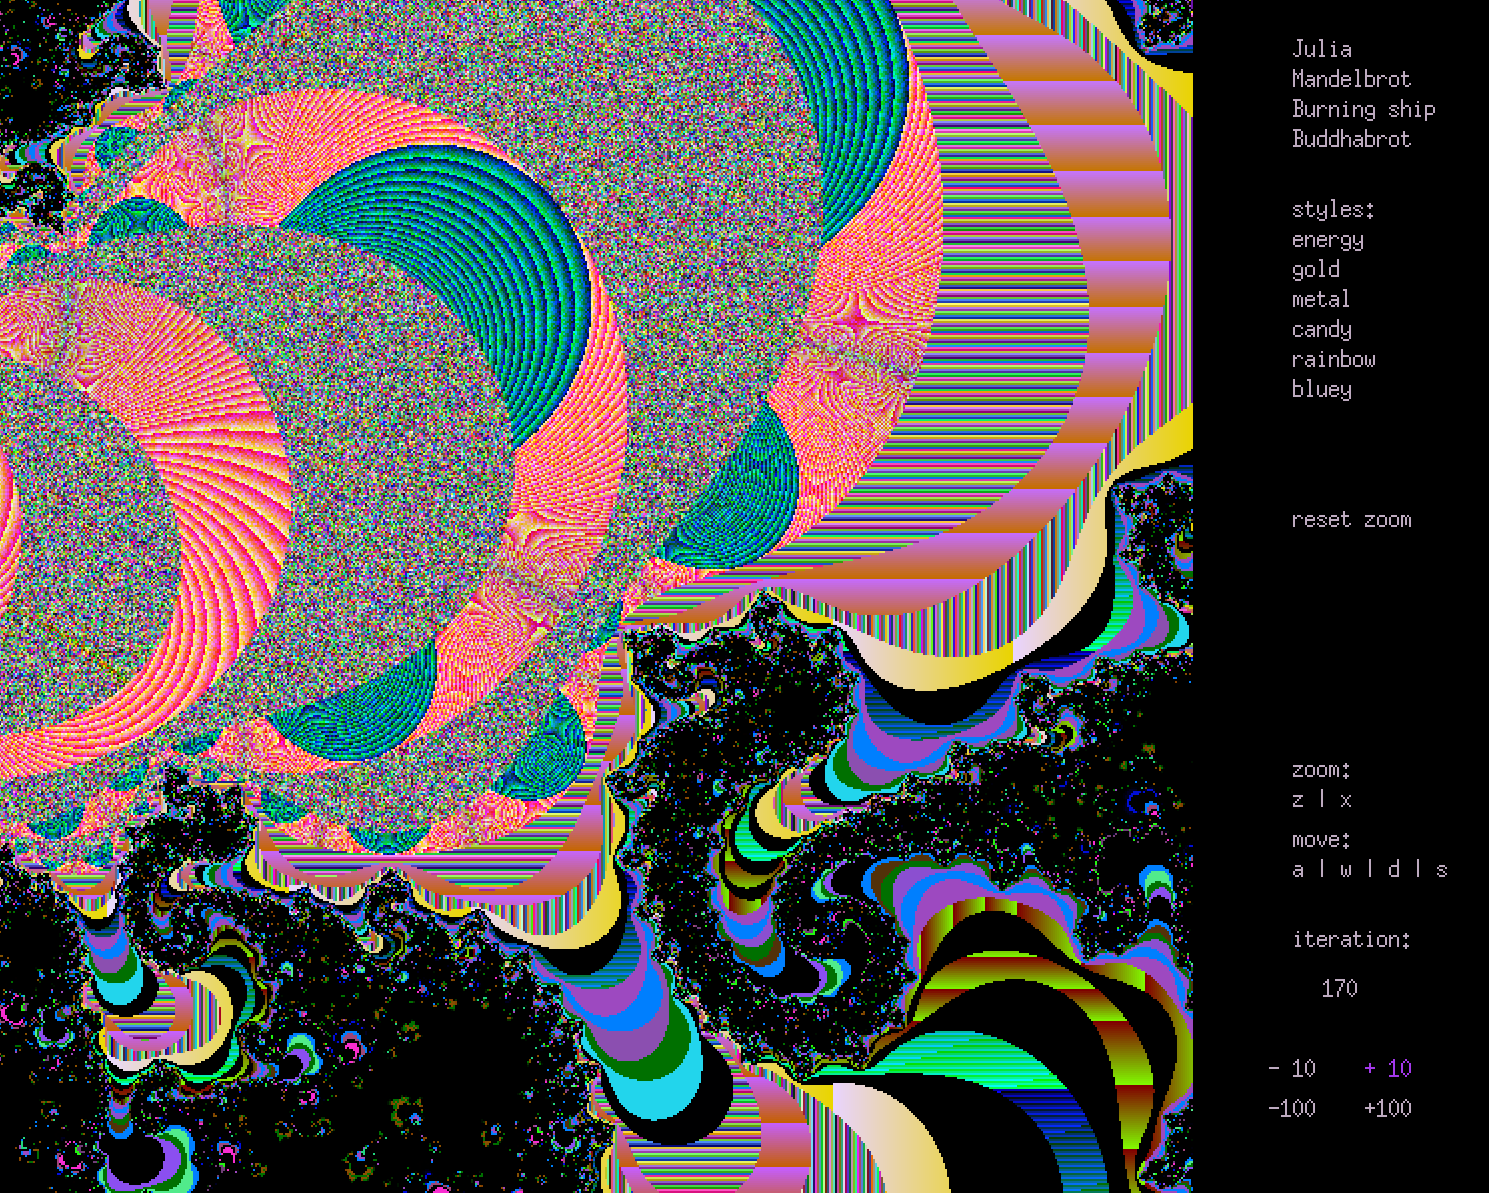 Julia
Mandelbrot
Burning ship
Buddhabrot
styles:
energy
gold
metal
candy
rainbow
bluey
reset zoom
zoom:
z | x
move:
a | w | d | s
iteration:
170
- 10 + 10
-100 +100